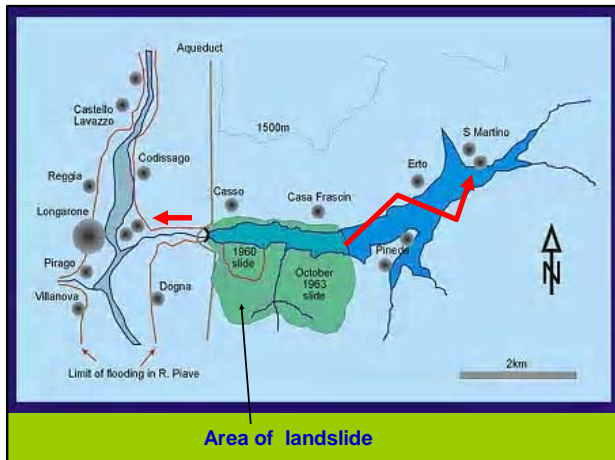 Aqueduct
Castello
Lavazzo
1500m
S Martino
Codissago
Erto
Reggia
Casso
Casa Frascin
Longarone
1960
slide
Pineda
Pirago
October
1963
slide
N
Villanova
Dogna
Limit of flooding in R. Piave
2km
Area of landslide